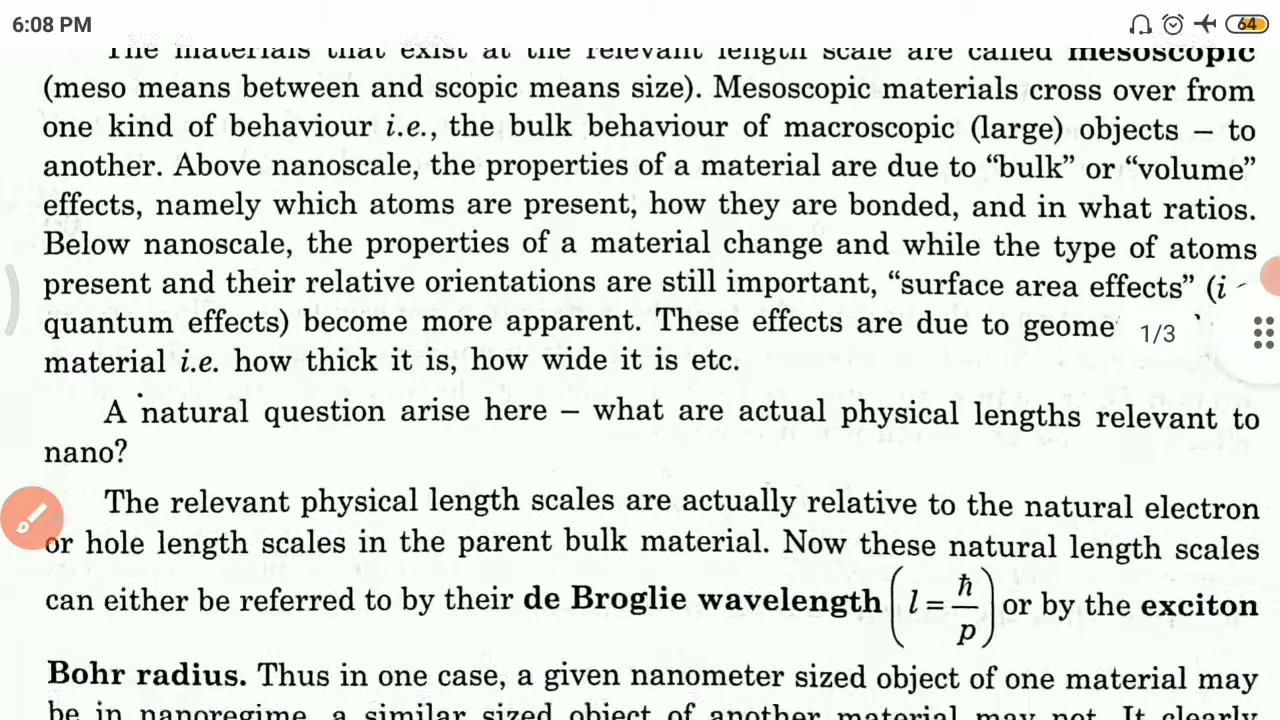 6:08 PM
64
The materials that exist at the relevant length scale are called mesoscopic
(meso means between and scopic means size). Mesoscopic materials cross over from
one kind of behaviour i.e., the bulk behaviour of macroscopic (large) objects – to
another. Above nanoscale, the properties of a material are due to “bulk” or “volume”
effects, namely which atoms are present, how they are bonded, and in what ratios.
Below nanoscale, the properties of a material change and while the type of atoms
present and their relative orientations are still important, “surface area effects” (i
quantum effects) become more apparent. These effects are due to geome
1/3
material i.e. how thick it is, how wide it is etc.
A natural question arise here – what are actual physical lengths relevant to
nano?
The relevant physical length scales are actually relative to the natural electron
or hole length scales in the parent bulk material. Now these natural length scales
can either be referred to by their de Broglie wavelength (l = ℏ/p) or by the exciton
Bohr radius. Thus in one case, a given nanometer sized object of one material may
be in nanoregime, a similar sized object of another material may not. It clearly